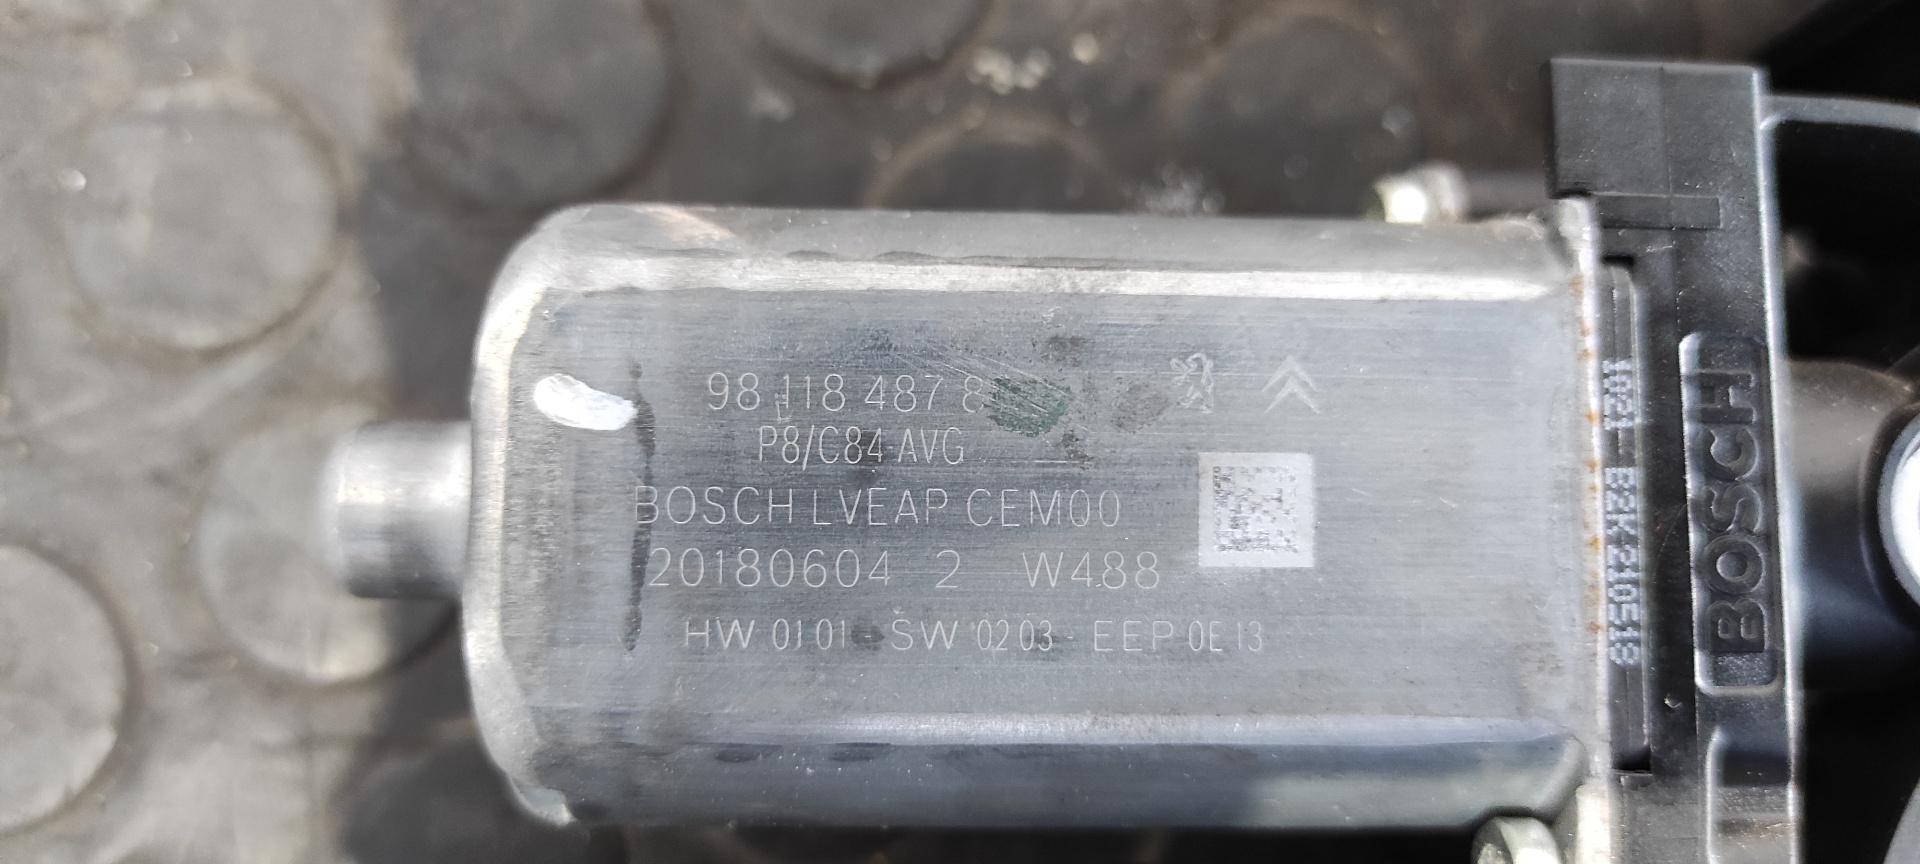 98 118 487 8
P8/C84 AVG
BOSCH LVEAP CEM00
20180604 2 W488
HW 01 01 - SW 02 03 - EEP 0E 13
BOSCH